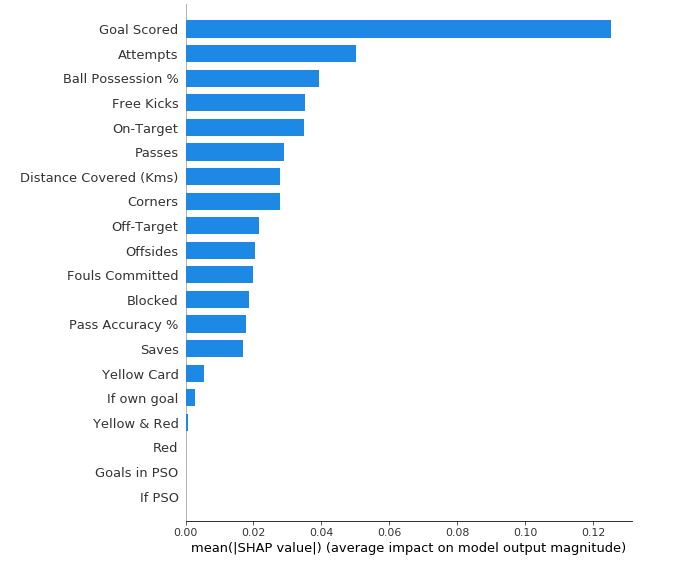 Goal Scored
Attempts
Ball Possession %
Free Kicks
On-Target
Passes
Distance Covered (Kms)
Corners
Off-Target
Offsides
Fouls Committed
Blocked
Pass Accuracy %
Saves
Yellow Card
If own goal
Yellow & Red
Red
Goals in PSO
If PSO
0.00 0.02 0.04 0.06 0.08 0.10 0.12
mean(|SHAP value|) (average impact on model output magnitude)